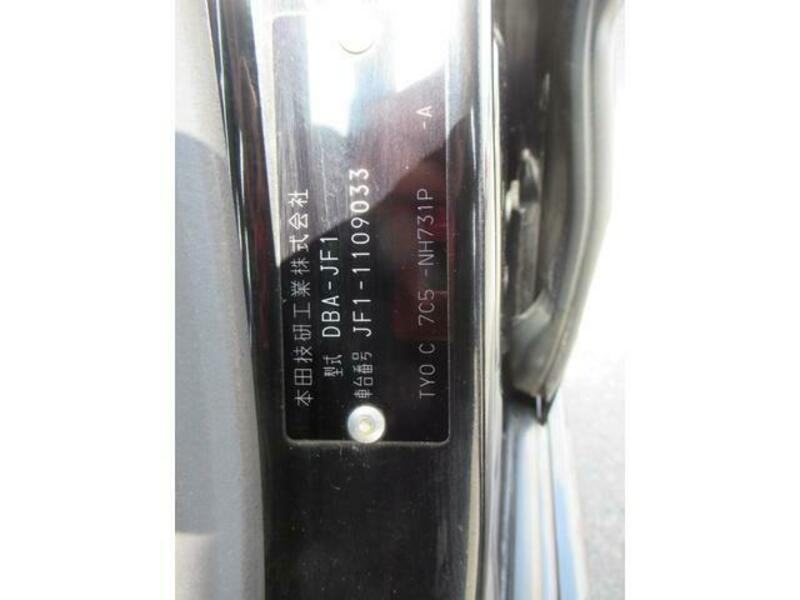 本田技研工業株式会社
型式 DBA-JF1
車台番号 JF1-1109033
TY0 C 7C5 -NH731P -A